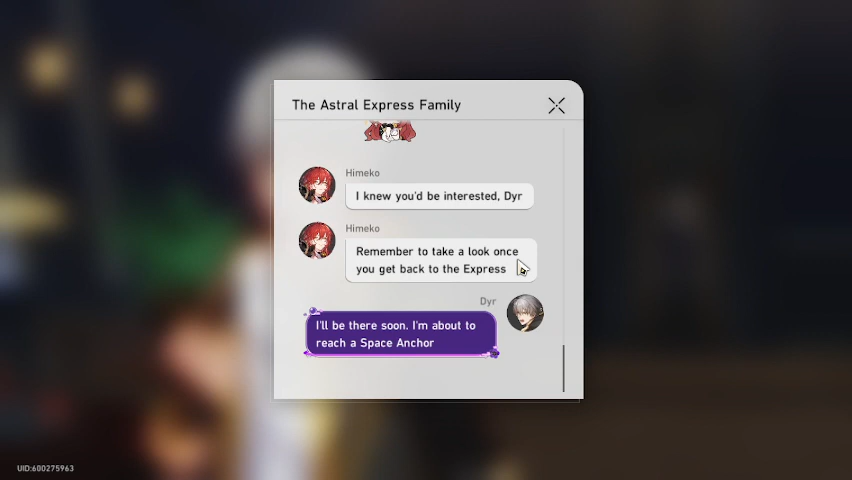 The Astral Express Family
Himeko
I knew you'd be interested, Dyr
Himeko
Remember to take a look once
you get back to the Express
Dyr
I'll be there soon. I'm about to
reach a Space Anchor
UID:600275963